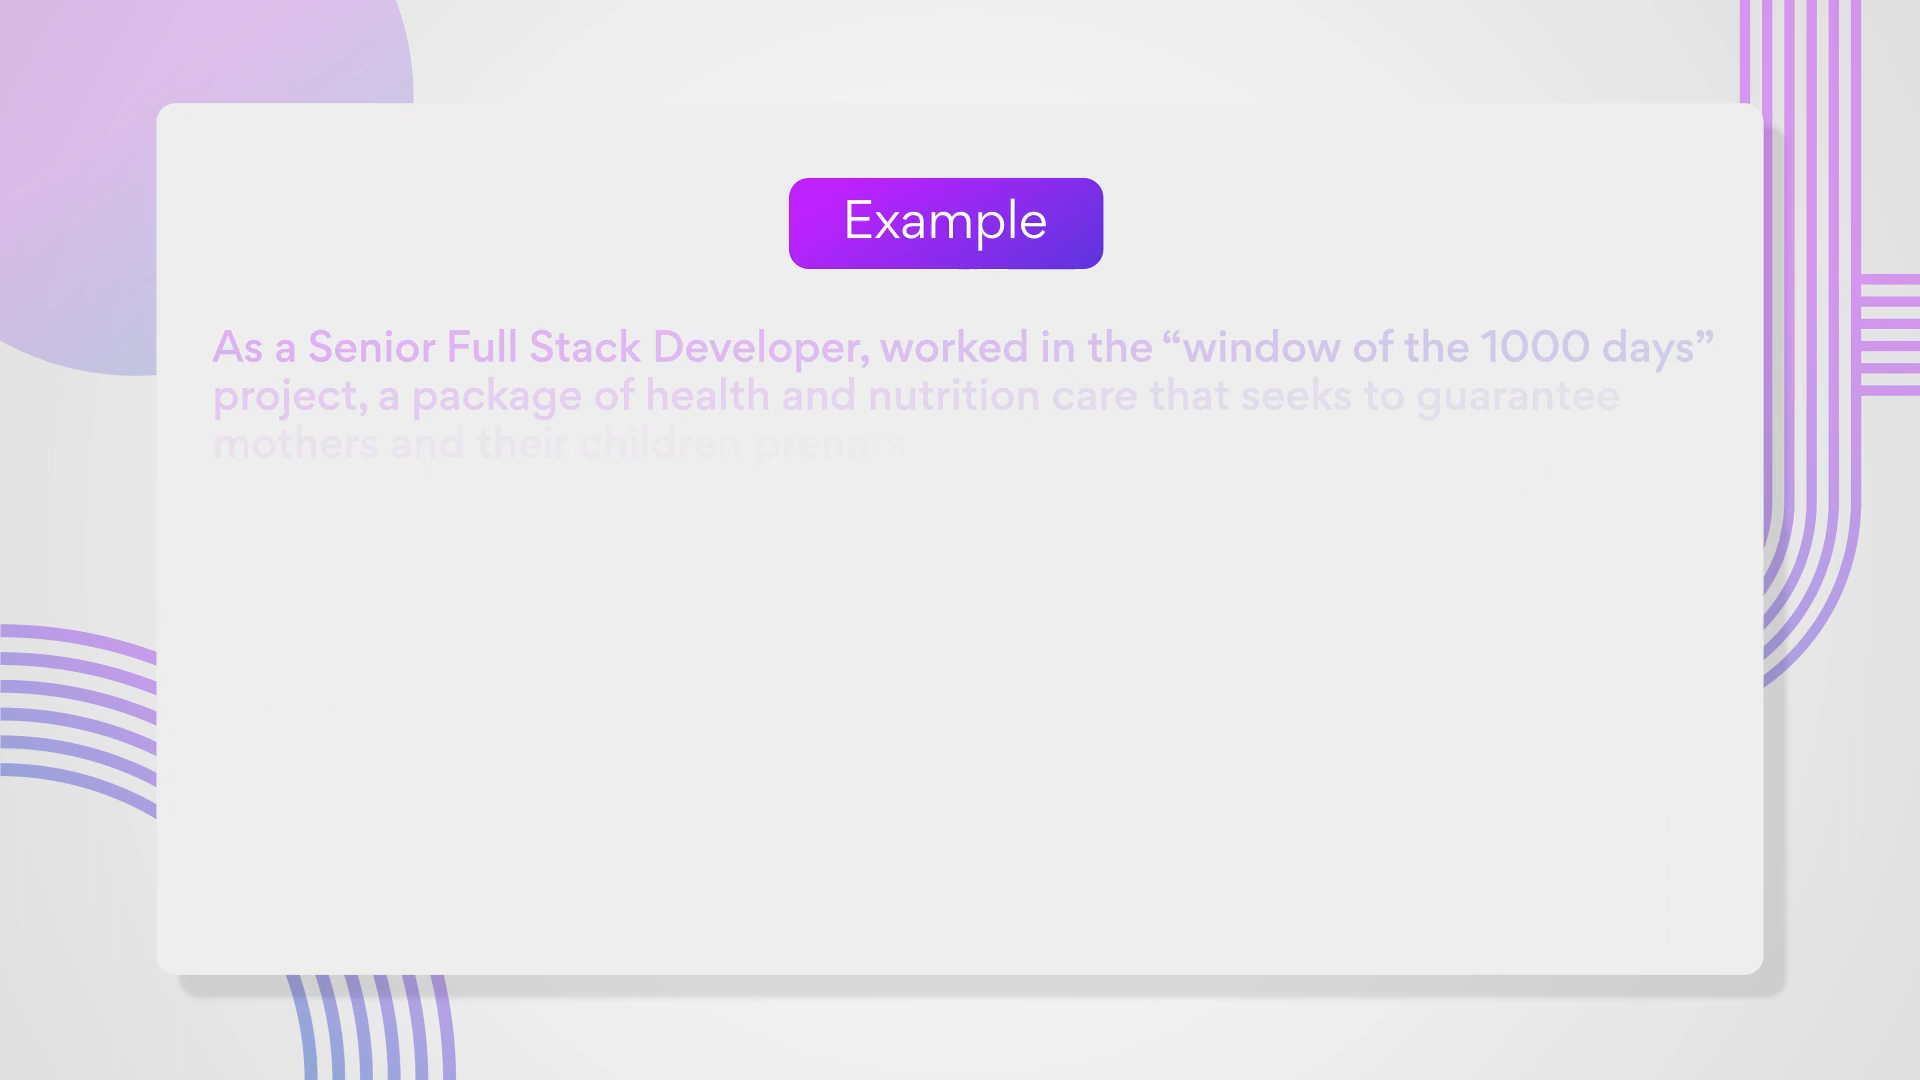 Example
As a Senior Full Stack Developer, worked in the “window of the 1000 days”
project, a package of health and nutrition care that seeks to guarantee
mothers and their children